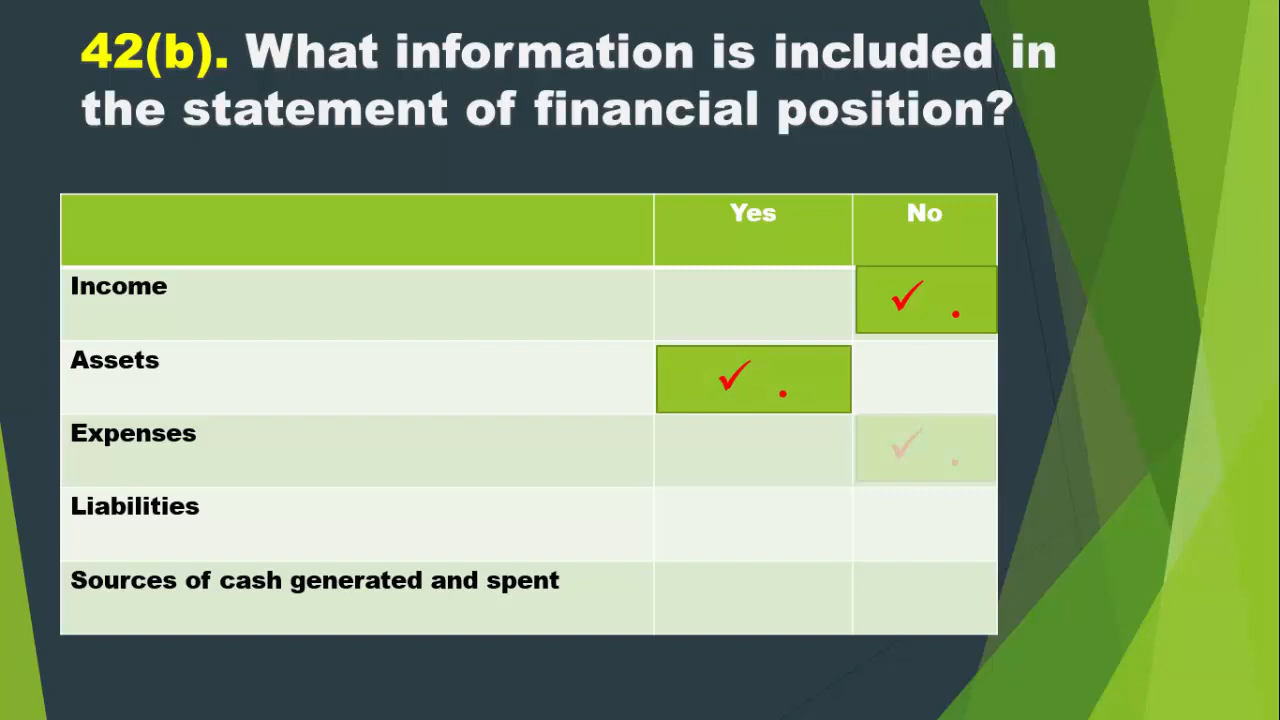 42(b). What information is included in
the statement of financial position?
Yes No
Income ✓ .
Assets ✓ .
Expenses ✓ .
Liabilities
Sources of cash generated and spent